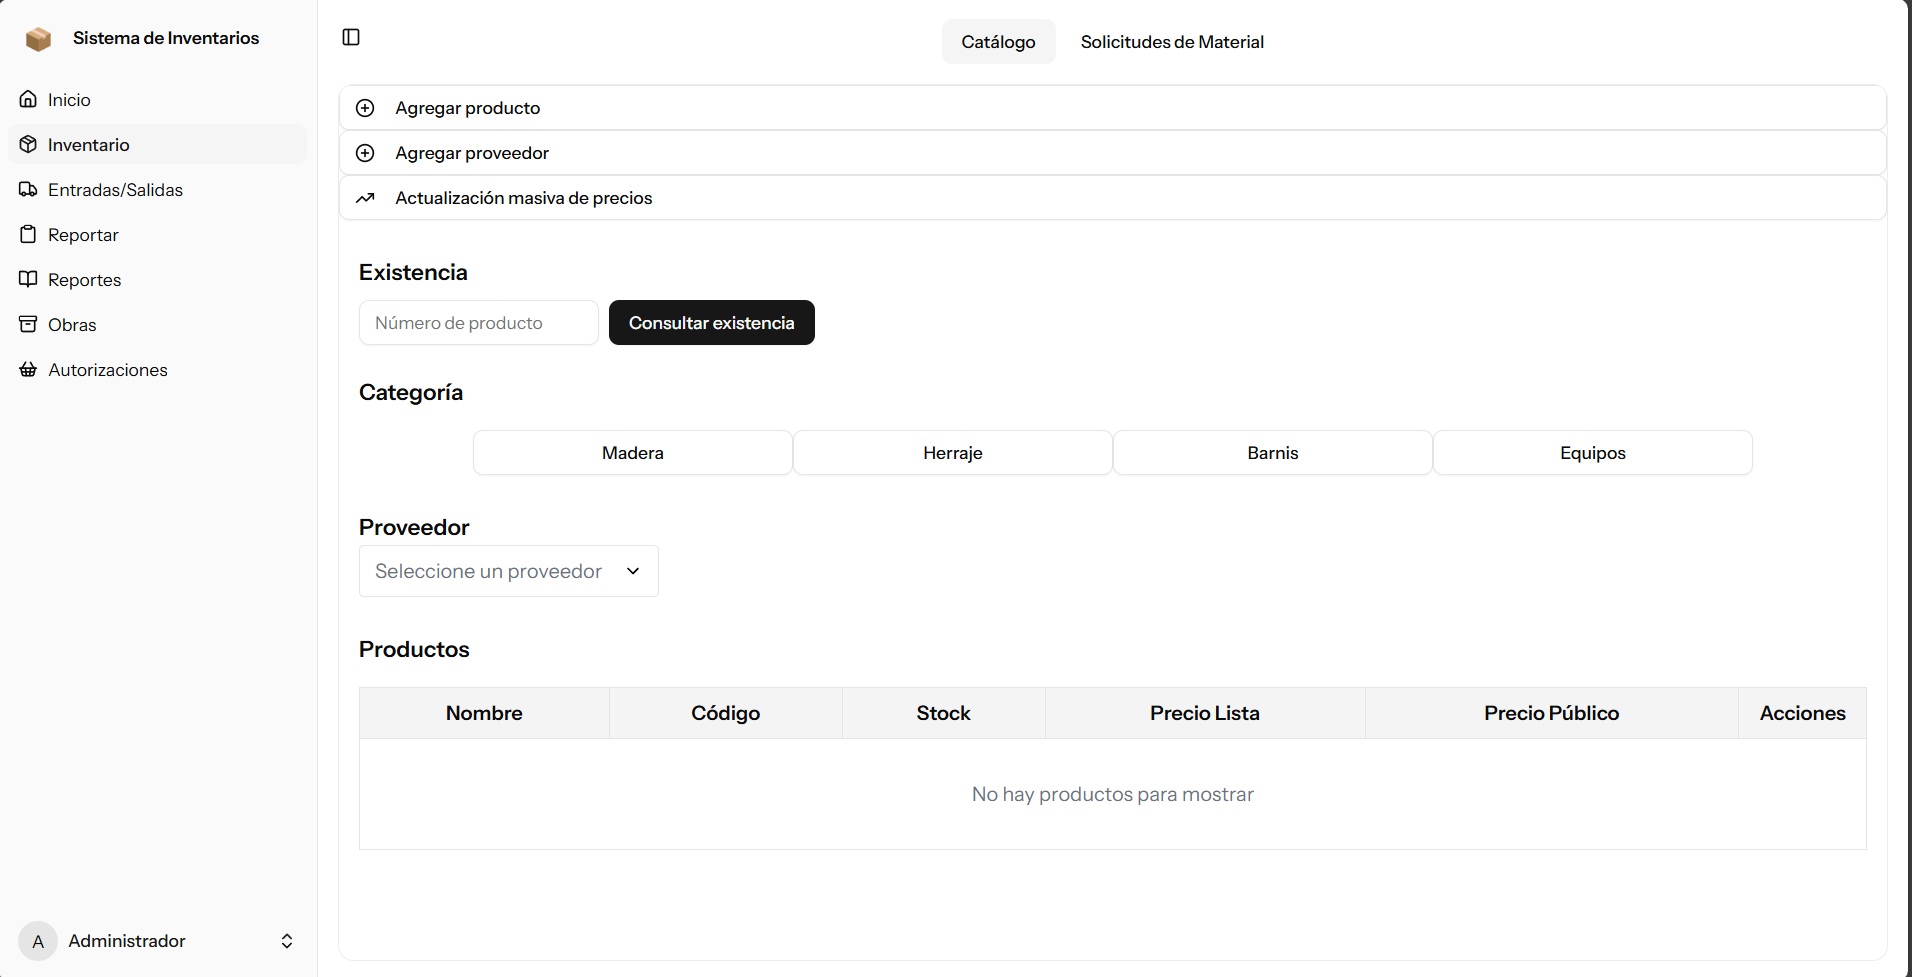 Sistema de Inventarios
Inicio
Inventario
Entradas/Salidas
Reportar
Reportes
Obras
Autorizaciones
A Administrador
Catálogo Solicitudes de Material
Agregar producto
Agregar proveedor
Actualización masiva de precios
Existencia
Número de producto Consultar existencia
Categoría
Madera Herraje Barnis Equipos
Proveedor
Seleccione un proveedor
Productos
Nombre Código Stock Precio Lista Precio Público Acciones
No hay productos para mostrar